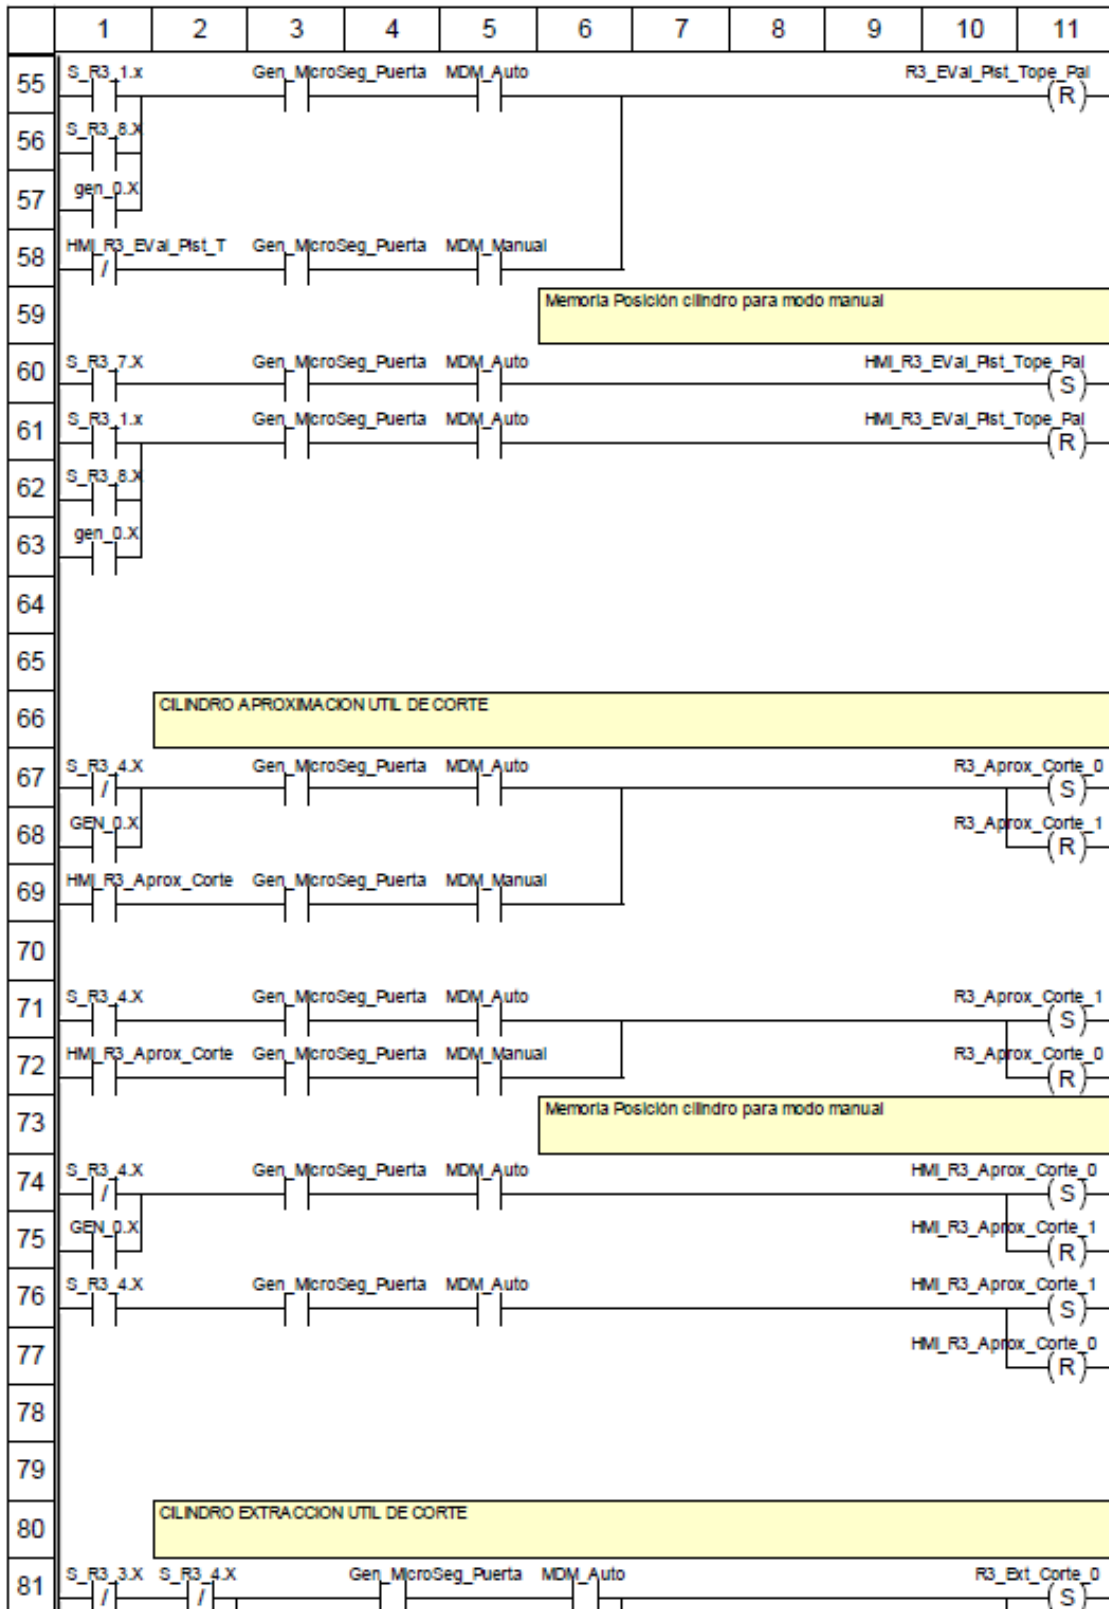 1 2 3 4 5 6 7 8 9 10 11
55 S_R3_1.x Gen_MicroSeg_Puerta MDM_Auto R3_EVal_Pist_Tope_Pal
(R)
56 S_R3_8.X
57 gen_0.X
58 HMI_R3_EVal_Pist_T Gen_MicroSeg_Puerta MDM_Manual
/
59 Memoria Posición cilindro para modo manual
60 S_R3_7.X Gen_MicroSeg_Puerta MDM_Auto HMI_R3_EVal_Pist_Tope_Pal
(S)
61 S_R3_1.x Gen_MicroSeg_Puerta MDM_Auto HMI_R3_EVal_Pist_Tope_Pal
(R)
62 S_R3_8.X
63 gen_0.X
64
65
66 CILINDRO APROXIMACION UTIL DE CORTE
67 S_R3_4.X Gen_MicroSeg_Puerta MDM_Auto R3_Aprox_Corte_0
/ (S)
68 GEN_0.X R3_Aprox_Corte_1
(R)
69 HMI_R3_Aprox_Corte Gen_MicroSeg_Puerta MDM_Manual
70
71 S_R3_4.X Gen_MicroSeg_Puerta MDM_Auto R3_Aprox_Corte_1
(S)
72 HMI_R3_Aprox_Corte Gen_MicroSeg_Puerta MDM_Manual R3_Aprox_Corte_0
(R)
73 Memoria Posición cilindro para modo manual
74 S_R3_4.X Gen_MicroSeg_Puerta MDM_Auto HMI_R3_Aprox_Corte_0
/ (S)
75 GEN_0.X HMI_R3_Aprox_Corte_1
(R)
76 S_R3_4.X Gen_MicroSeg_Puerta MDM_Auto HMI_R3_Aprox_Corte_1
(S)
77 HMI_R3_Aprox_Corte_0
(R)
78
79
80 CILINDRO EXTRACCION UTIL DE CORTE
81 S_R3_3.X S_R3_4.X Gen_MicroSeg_Puerta MDM_Auto R3_Ext_Corte_0
/ / (S)